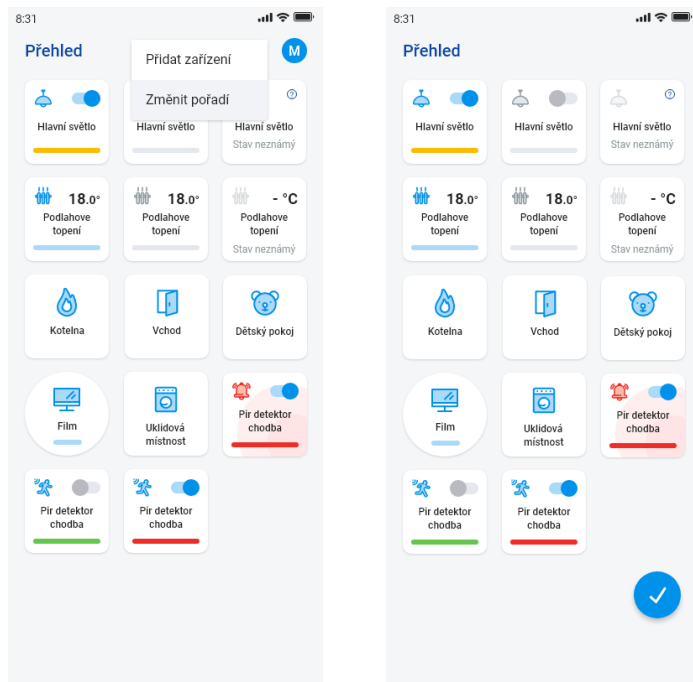 8:31
Přehled
Přidat zařízení
M
Změnit pořadí
?
Hlavní světlo
Hlavní světlo
Hlavní světlo
Stav neznámý
18.0°
18.0°
- °C
Podlahove
topení
Podlahove
topení
Podlahove
topení
Stav neznámý
Kotelna
Vchod
Dětský pokoj
Film
Uklidová
místnost
Pir detektor
chodba
Pir detektor
chodba
Pir detektor
chodba
8:31
Přehled
?
Hlavní světlo
Hlavní světlo
Hlavní světlo
Stav neznámý
18.0°
18.0°
- °C
Podlahove
topení
Podlahove
topení
Podlahove
topení
Stav neznámý
Kotelna
Vchod
Dětský pokoj
Film
Uklidová
místnost
Pir detektor
chodba
Pir detektor
chodba
Pir detektor
chodba